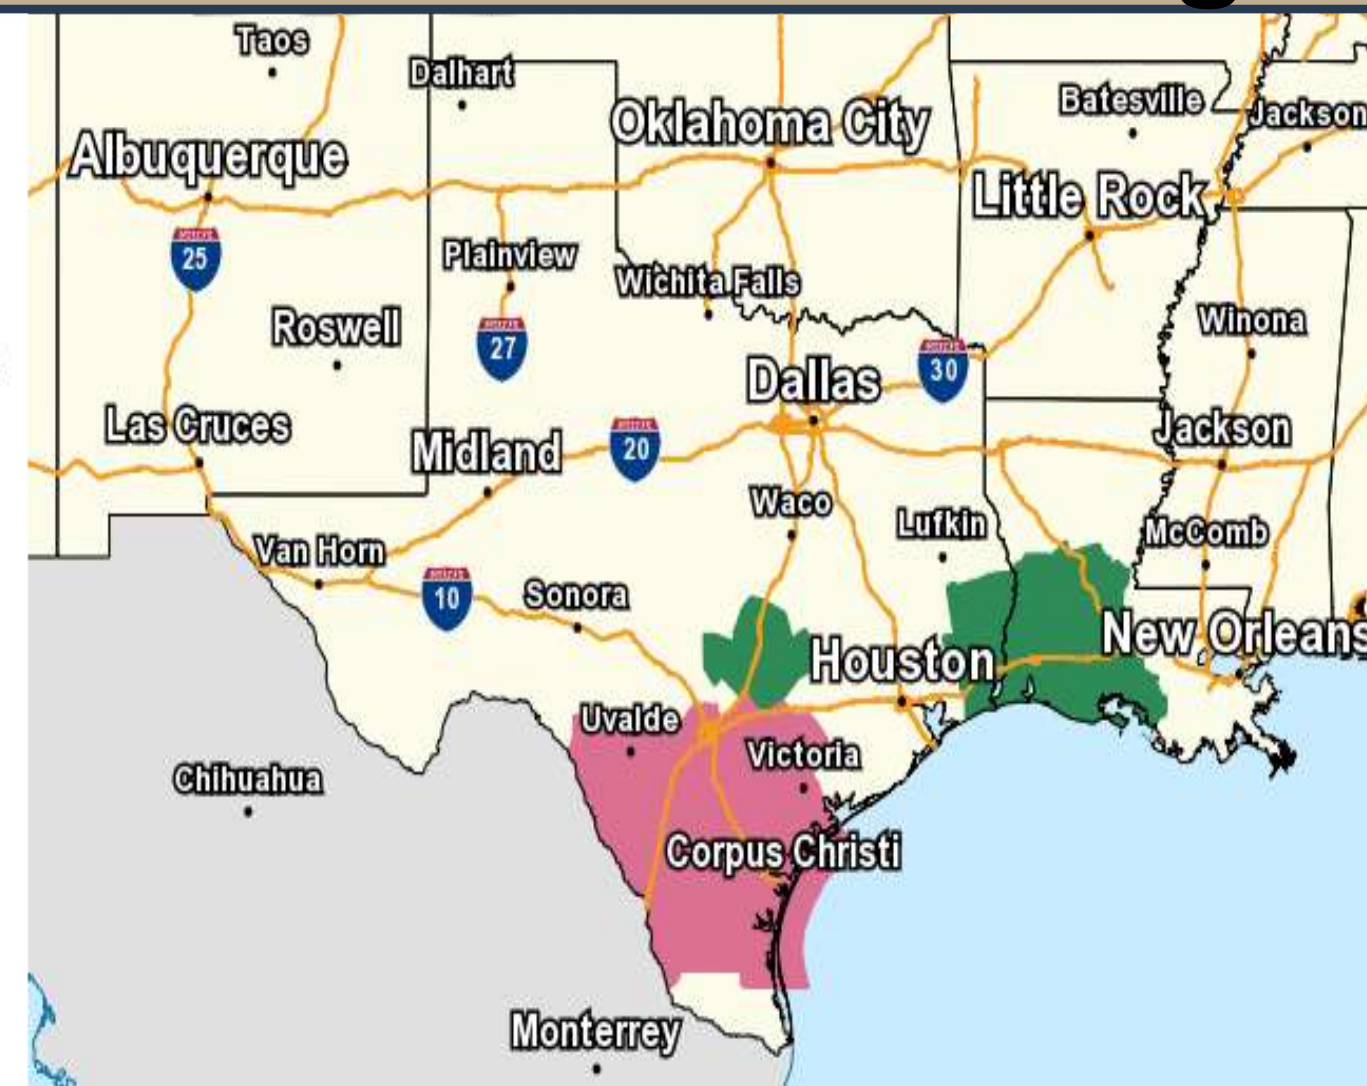 Taos
Dalhart
Batesville
Jackson
Oklahoma City
Albuquerque
Little Rock
25
Plainview
Wichita Falls
Roswell
27
Winona
30
Dallas
Las Cruces
Midland
20
Jackson
Waco
Lufkin
McComb
Van Horn
10
Sonora
New Orleans
Houston
Uvalde
Victoria
Chihuahua
Corpus Christi
Monterrey